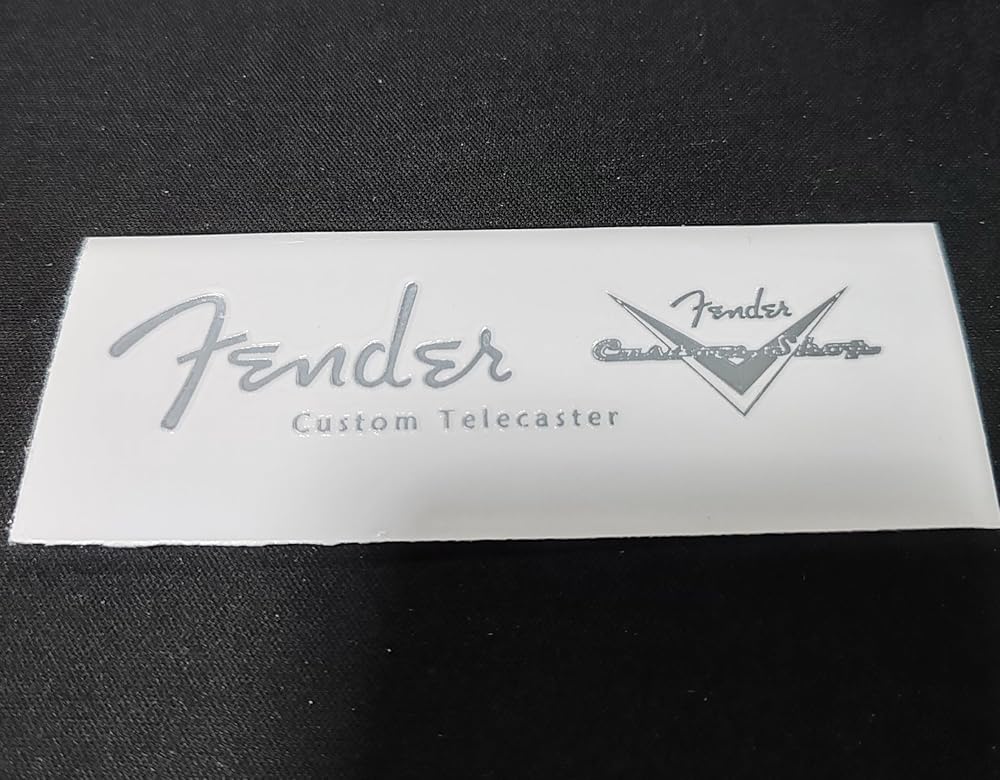 Fender
Custom Telecaster
Fender
Custom Shop